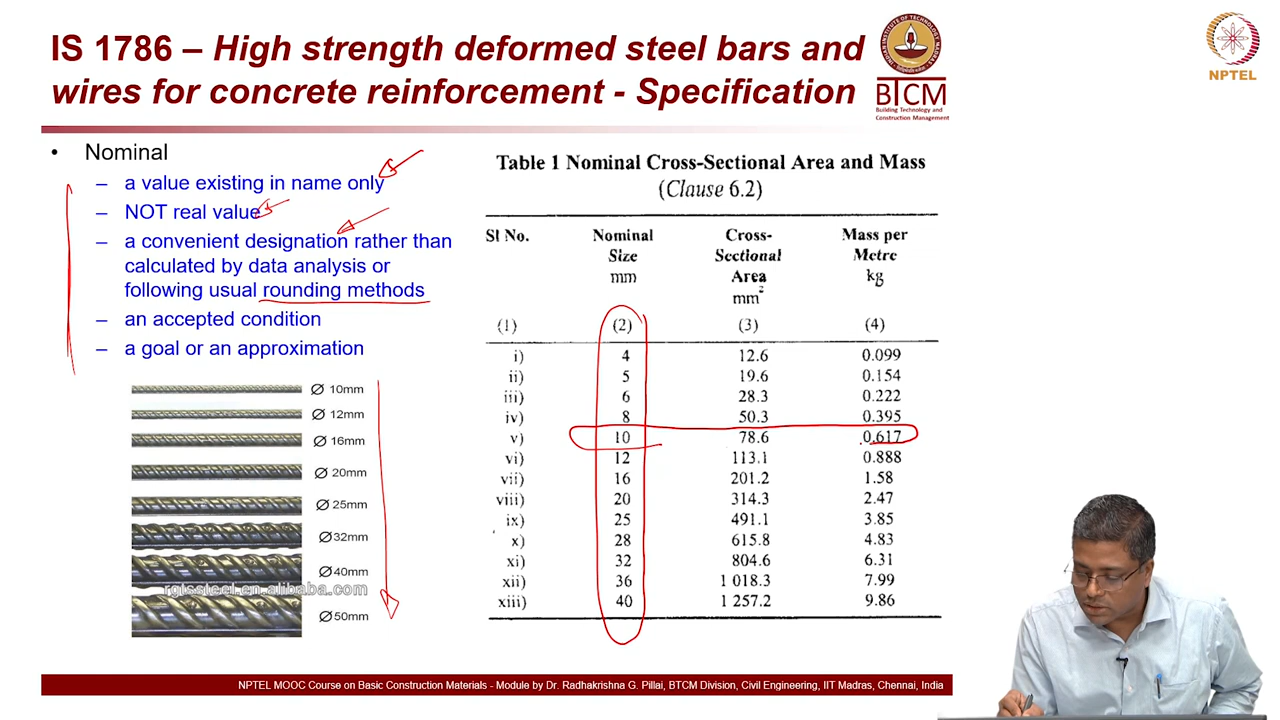 IS 1786 – High strength deformed steel bars and
wires for concrete reinforcement - Specification
BTCM
Building Technology and
Construction Management
NPTEL
• Nominal
– a value existing in name only
– NOT real value
– a convenient designation rather than
calculated by data analysis or
following usual rounding methods
– an accepted condition
– a goal or an approximation
Ø 10mm
Ø 12mm
Ø 16mm
Ø 20mm
Ø 25mm
Ø 32mm
Ø 40mm
rgtssteel.en.alibaba.com
Ø 50mm
Table 1 Nominal Cross-Sectional Area and Mass
(Clause 6.2)
Sl No. Nominal Size mm Cross-Sectional Area mm² Mass per Metre kg
(1) (2) (3) (4)
i) 4 12.6 0.099
ii) 5 19.6 0.154
iii) 6 28.3 0.222
iv) 8 50.3 0.395
v) 10 78.6 0.617
vi) 12 113.1 0.888
vii) 16 201.2 1.58
viii) 20 314.3 2.47
ix) 25 491.1 3.85
x) 28 615.8 4.83
xi) 32 804.6 6.31
xii) 36 1 018.3 7.99
xiii) 40 1 257.2 9.86
NPTEL MOOC Course on Basic Construction Materials - Module by Dr. Radhakrishna G. Pillai, BTCM Division, Civil Engineering, IIT Madras, Chennai, India